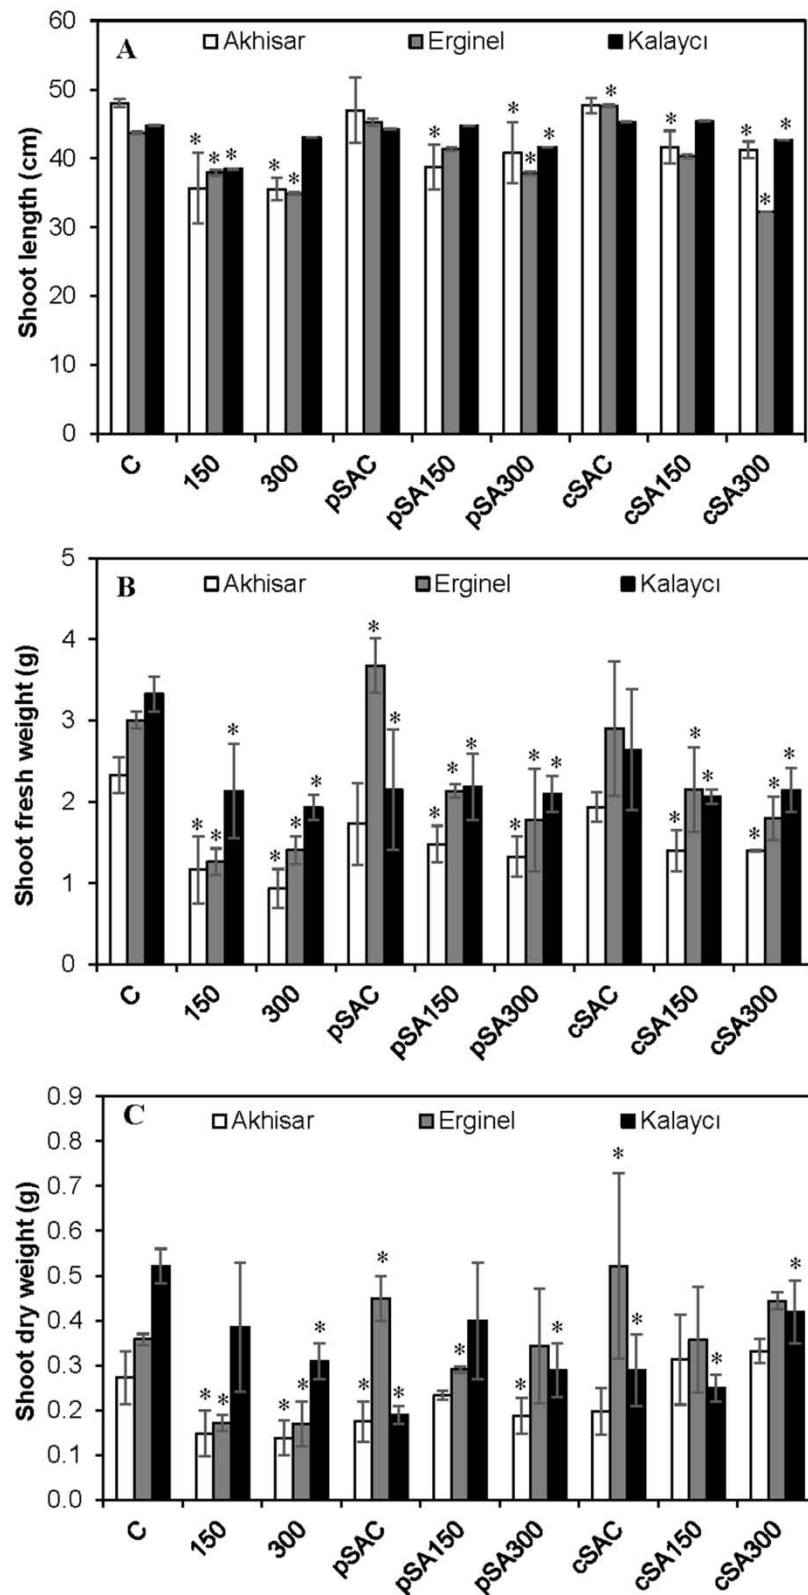 A
Akhisar Erginel Kalaycı
Shoot length (cm)
60
50
40
30
20
10
0
* * * * * * * * * * * * * * *
C 150 300 pSAC pSA150 pSA300 cSAC cSA150 cSA300
B
Akhisar Erginel Kalaycı
Shoot fresh weight (g)
5
4
3
2
1
0
* * * * * * * * * * * * * * * * * * * *
C 150 300 pSAC pSA150 pSA300 cSAC cSA150 cSA300
C
Akhisar Erginel Kalaycı
Shoot dry weight (g)
0.9
0.8
0.7
0.6
0.5
0.4
0.3
0.2
0.1
0.0
* * * * * * * * * * * * * * *
C 150 300 pSAC pSA150 pSA300 cSAC cSA150 cSA300